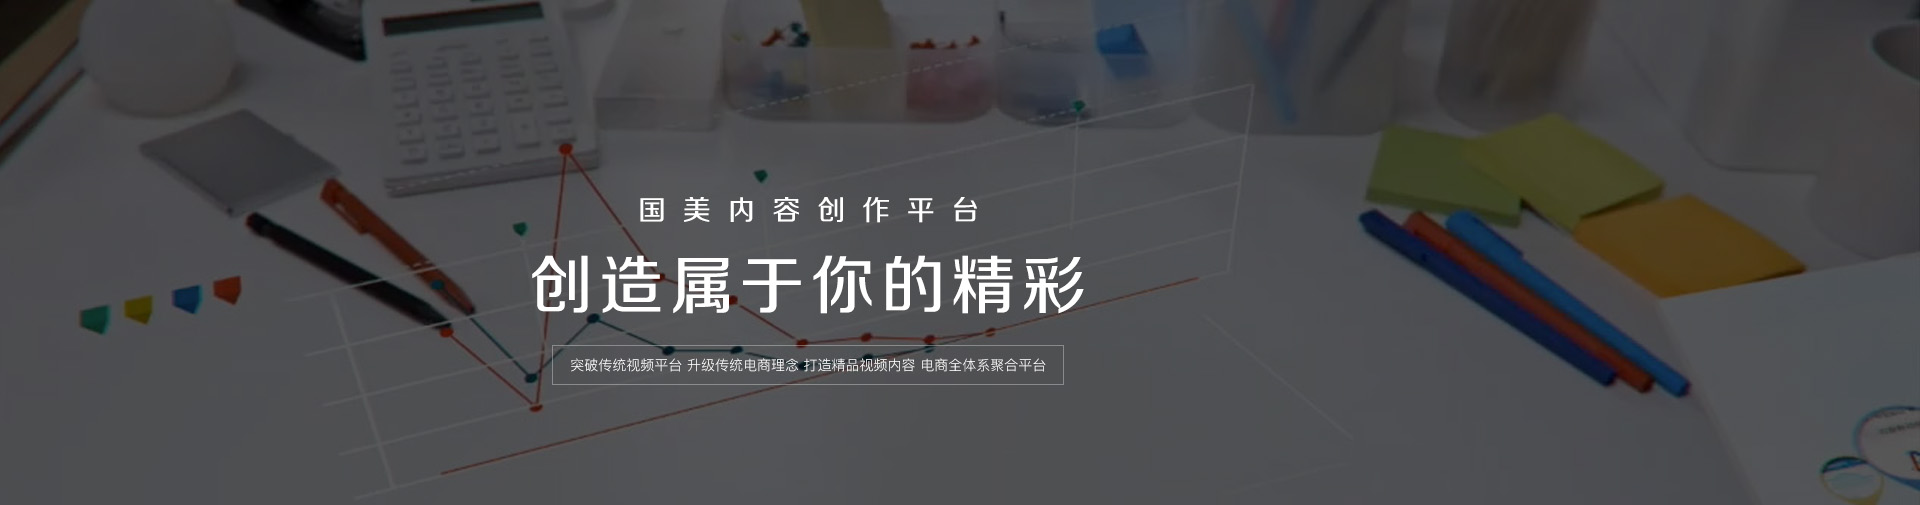 国美内容创作平台
创造属于你的精彩
突破传统视频平台 升级传统电商理念 打造精品视频内容 电商全体系聚合平台